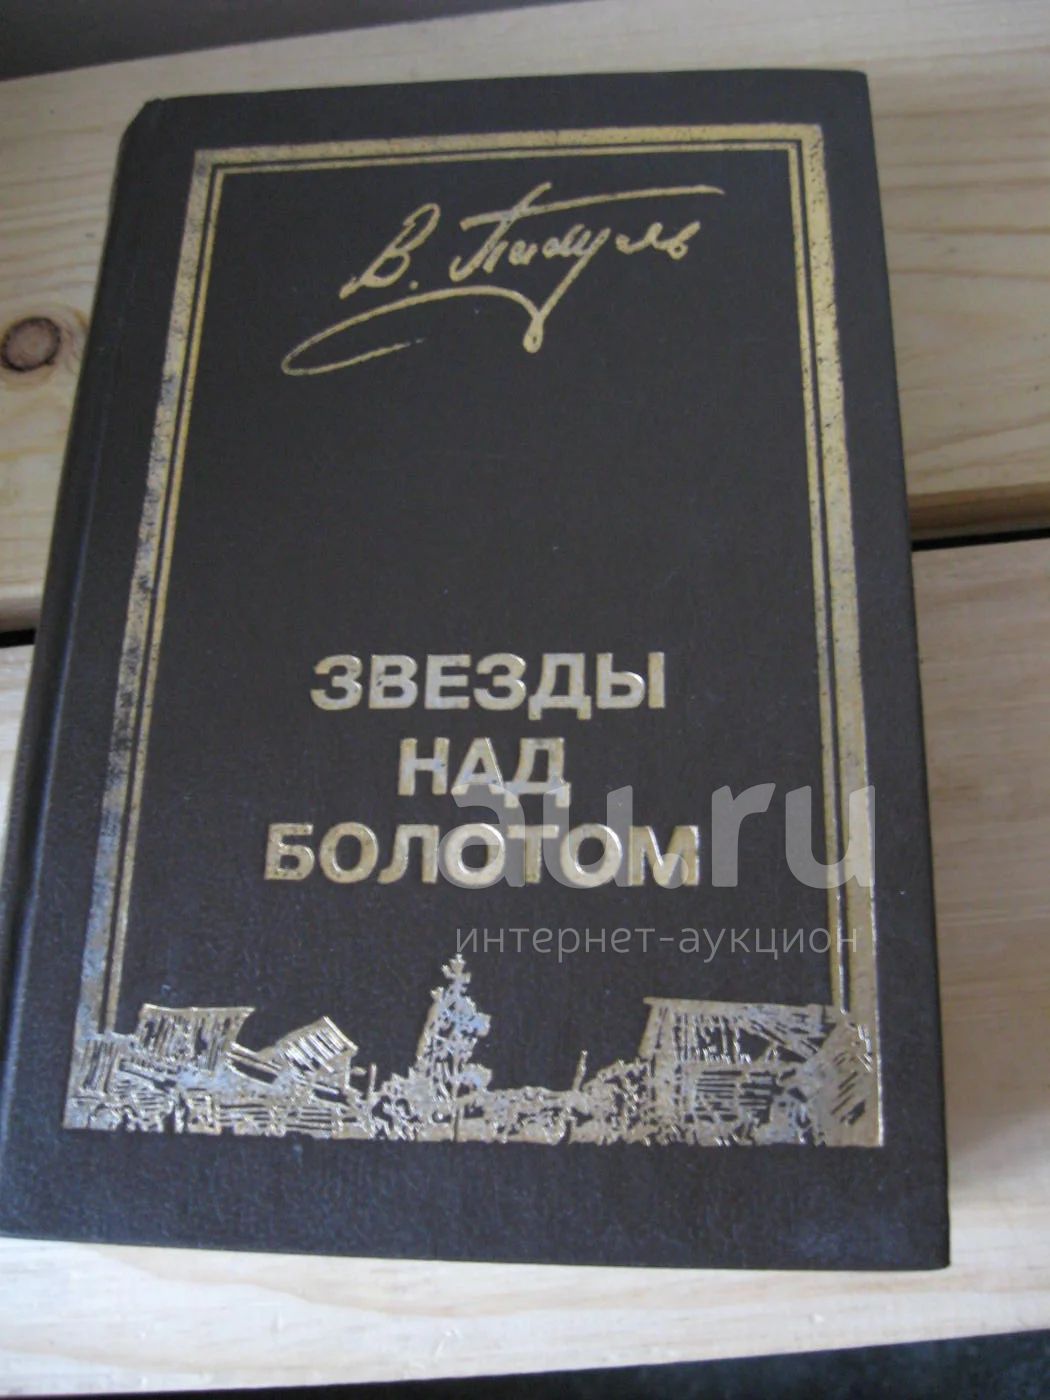 В. Пикуль
ЗВЕЗДЫ
НАД
БОЛОТОМ
au.ru
интернет-аукцион